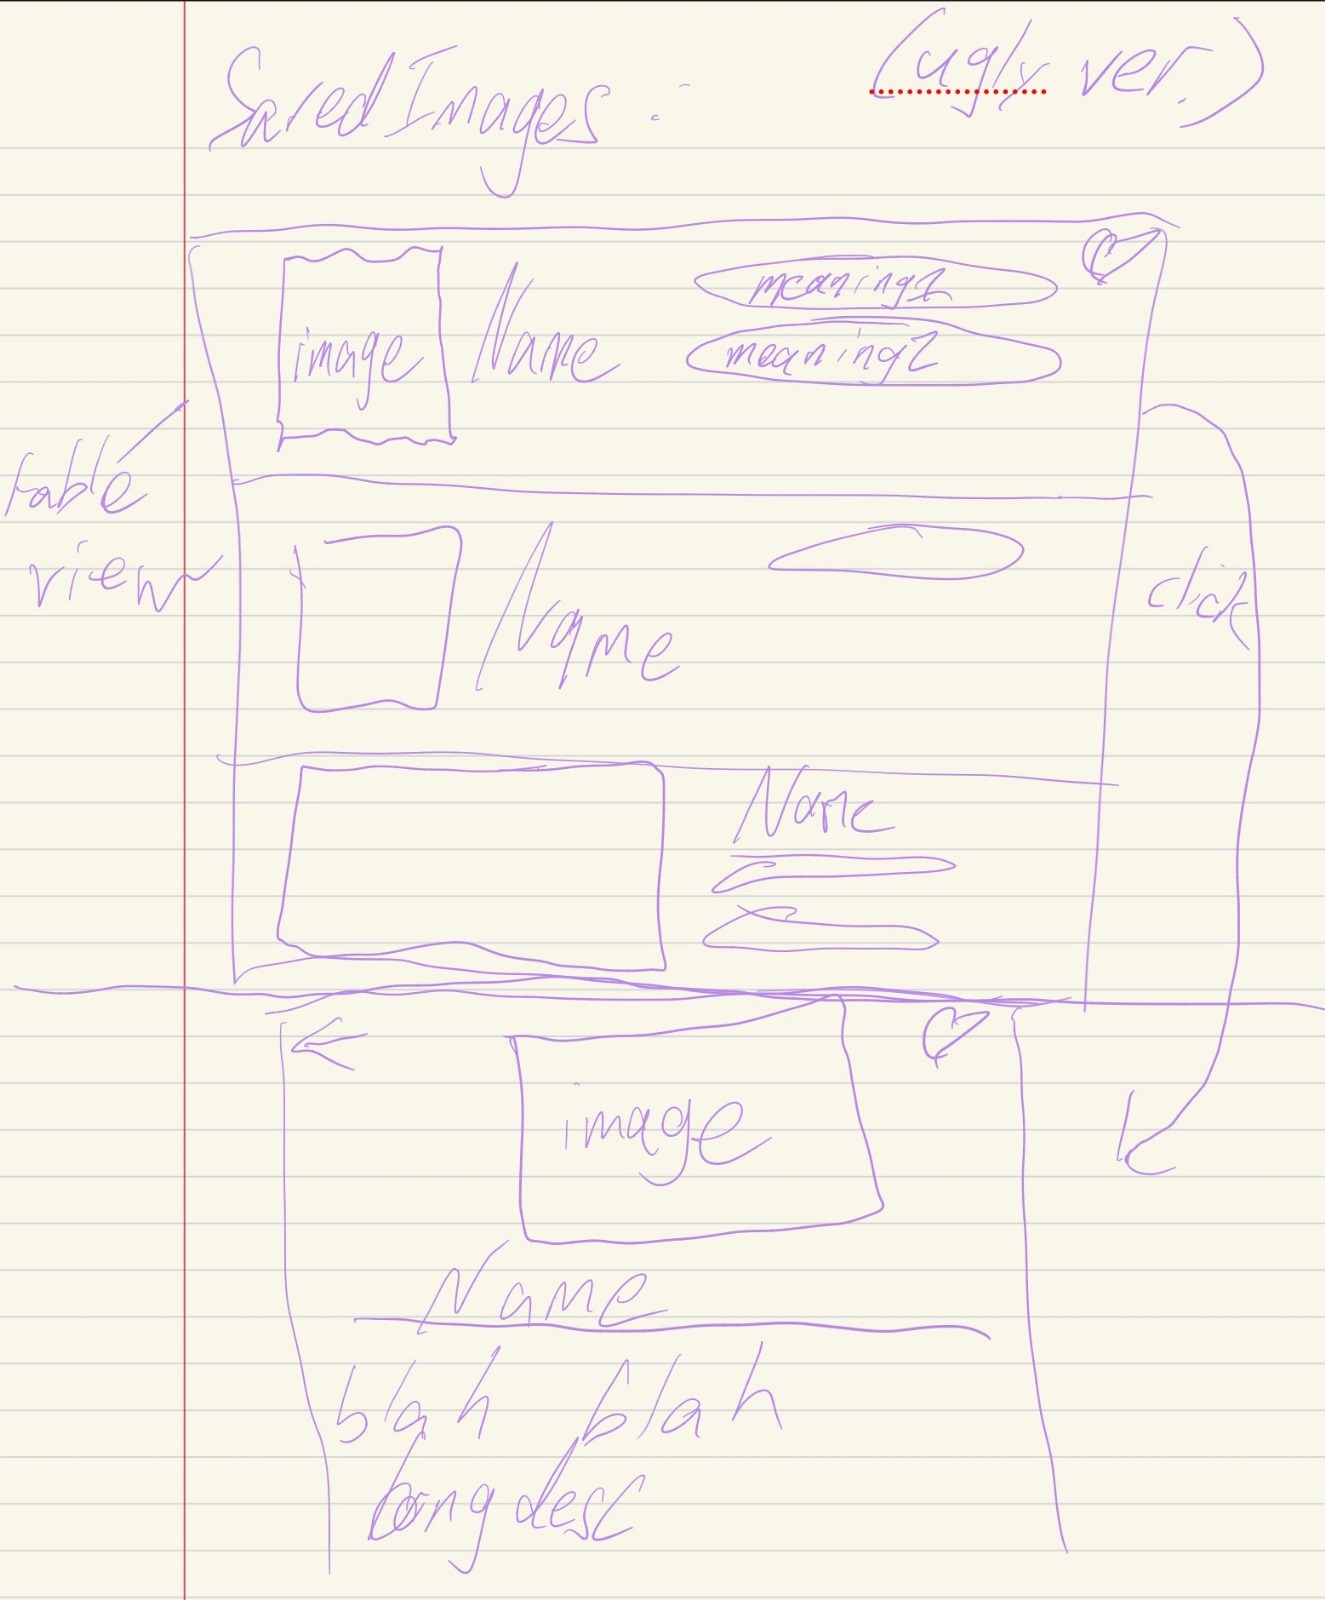 Saved Images :
(ugly ver.)
image Name meaning1
meaning2
table
view
Name
click
Name
image
Name
blah blah
long desc